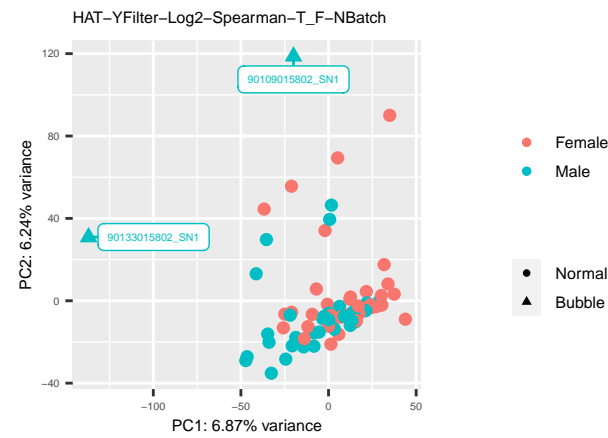 HAT−YFilter−Log2−Spearman−T_F−NBatch
120
80
40
0
−40
PC2: 6.24% variance
90109015802_SN1
90133015802_SN1
−100
−50
0
50
PC1: 6.87% variance
Female
Male
Normal
Bubble